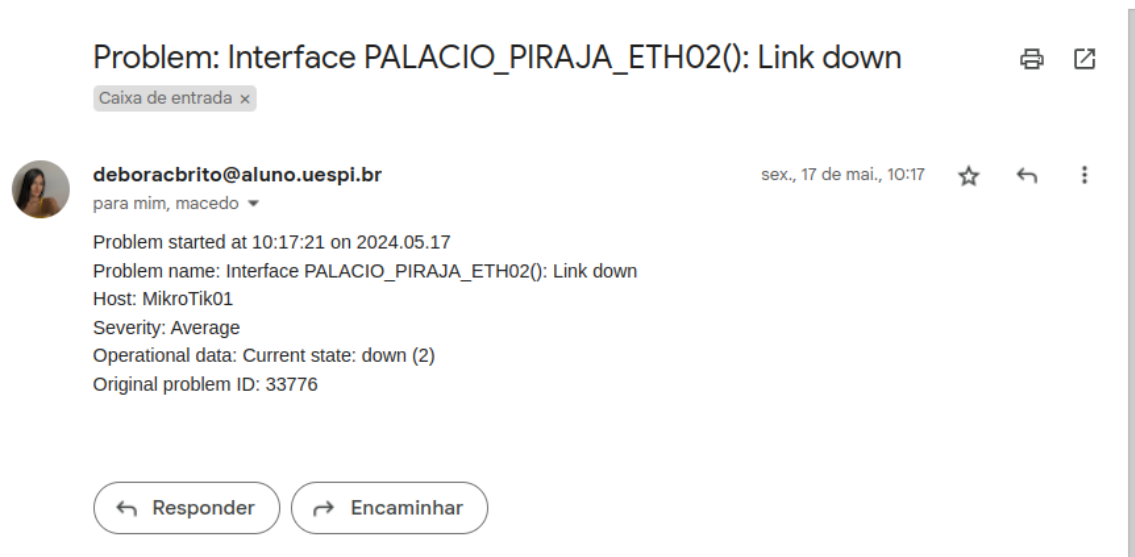 Problem: Interface PALACIO_PIRAJA_ETH02(): Link down
Caixa de entrada ×
deboracbrito@aluno.uespi.br
sex., 17 de mai., 10:17
para mim, macedo
Problem started at 10:17:21 on 2024.05.17
Problem name: Interface PALACIO_PIRAJA_ETH02(): Link down
Host: MikroTik01
Severity: Average
Operational data: Current state: down (2)
Original problem ID: 33776
Responder
Encaminhar